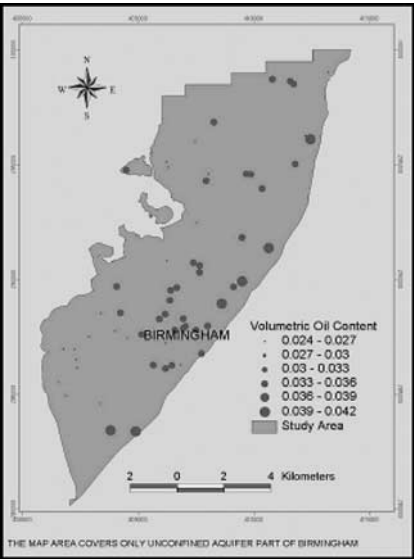 N
W E
S
BIRMINGHAM
Volumetric Oil Content
0.024 - 0.027
0.027 - 0.03
0.03 - 0.033
0.033 - 0.036
0.036 - 0.039
0.039 - 0.042
Study Area
2 0 2 4 Kilometers
THE MAP AREA COVERS ONLY UNCONFINED AQUIFER PART OF BIRMINGHAM